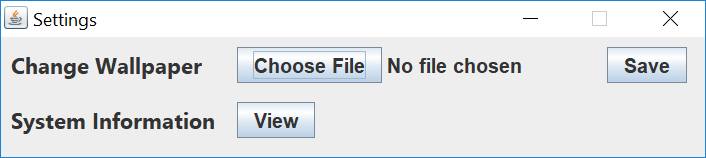 Settings
Change Wallpaper Choose File No file chosen Save
System Information View